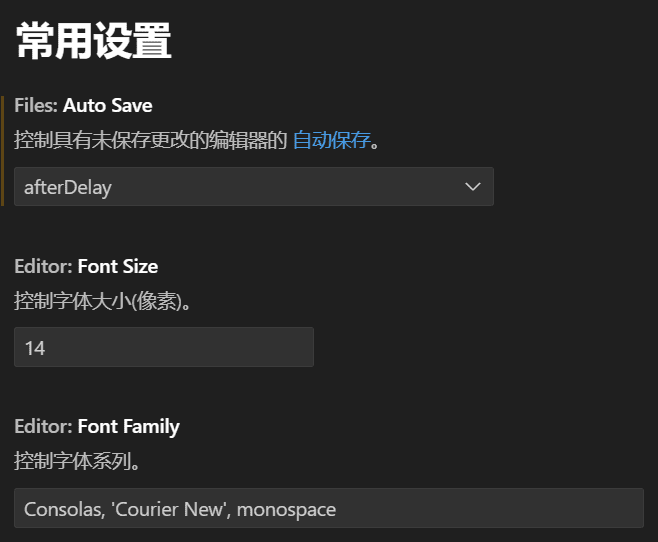 常用设置
Files: Auto Save
控制具有未保存更改的编辑器的 自动保存。
afterDelay
Editor: Font Size
控制字体大小(像素)。
14
Editor: Font Family
控制字体系列。
Consolas, 'Courier New', monospace